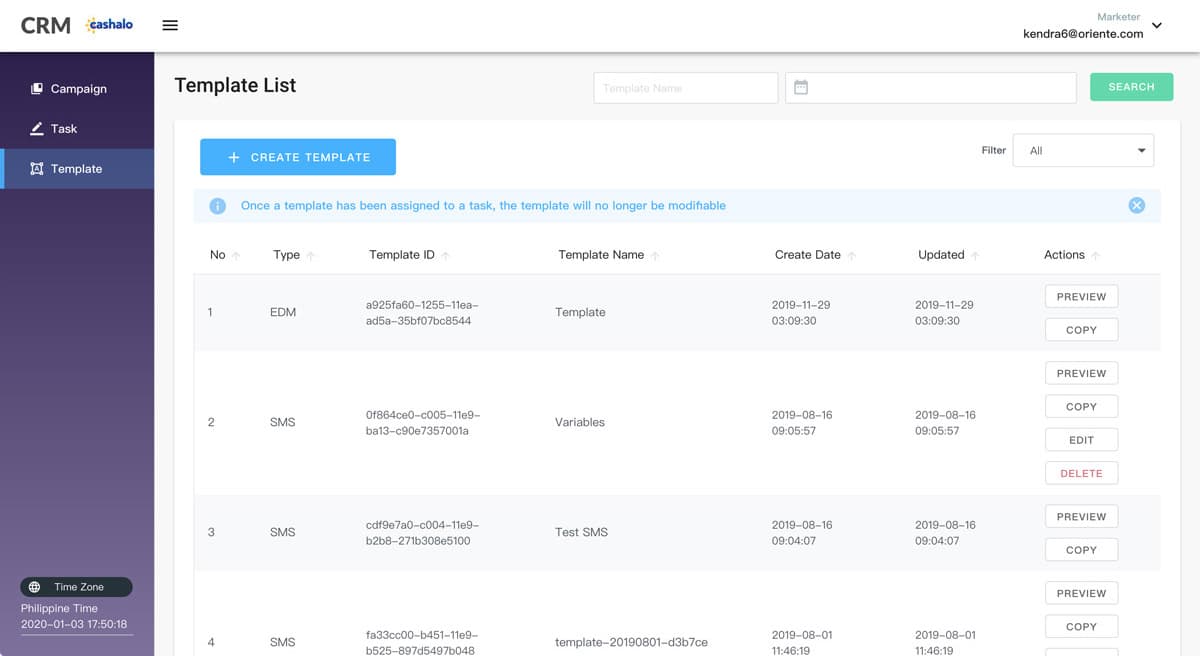 CRM cashalo
Marketer
kendra6@oriente.com
Campaign
Task
Template
Time Zone
Philippine Time
2020-01-03 17:50:18
Template List
Template Name
SEARCH
CREATE TEMPLATE
Filter All
Once a template has been assigned to a task, the template will no longer be modifiable
No Type Template ID Template Name Create Date Updated Actions
1 EDM a925fa60-1255-11ea-
ad5a-35bf07bc8544 Template 2019-11-29
03:09:30 2019-11-29
03:09:30
PREVIEW
COPY
2 SMS 0f864ce0-c005-11e9-
ba13-c90e7357001a Variables 2019-08-16
09:05:57 2019-08-16
09:05:57
PREVIEW
COPY
EDIT
DELETE
3 SMS cdf9e7a0-c004-11e9-
b2b8-271b308e5100 Test SMS 2019-08-16
09:04:07 2019-08-16
09:04:07
PREVIEW
COPY
4 SMS fa33cc00-b451-11e9-
b525-897d5497b048 template-20190801-d3b7ce 2019-08-01
11:46:19 2019-08-01
11:46:19
PREVIEW
COPY